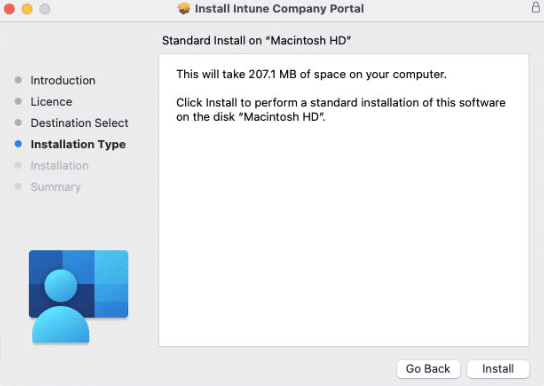 Install Intune Company Portal
Standard Install on “Macintosh HD”
Introduction
Licence
Destination Select
Installation Type
Installation
Summary
This will take 207.1 MB of space on your computer.
Click Install to perform a standard installation of this software
on the disk “Macintosh HD”.
Go Back
Install